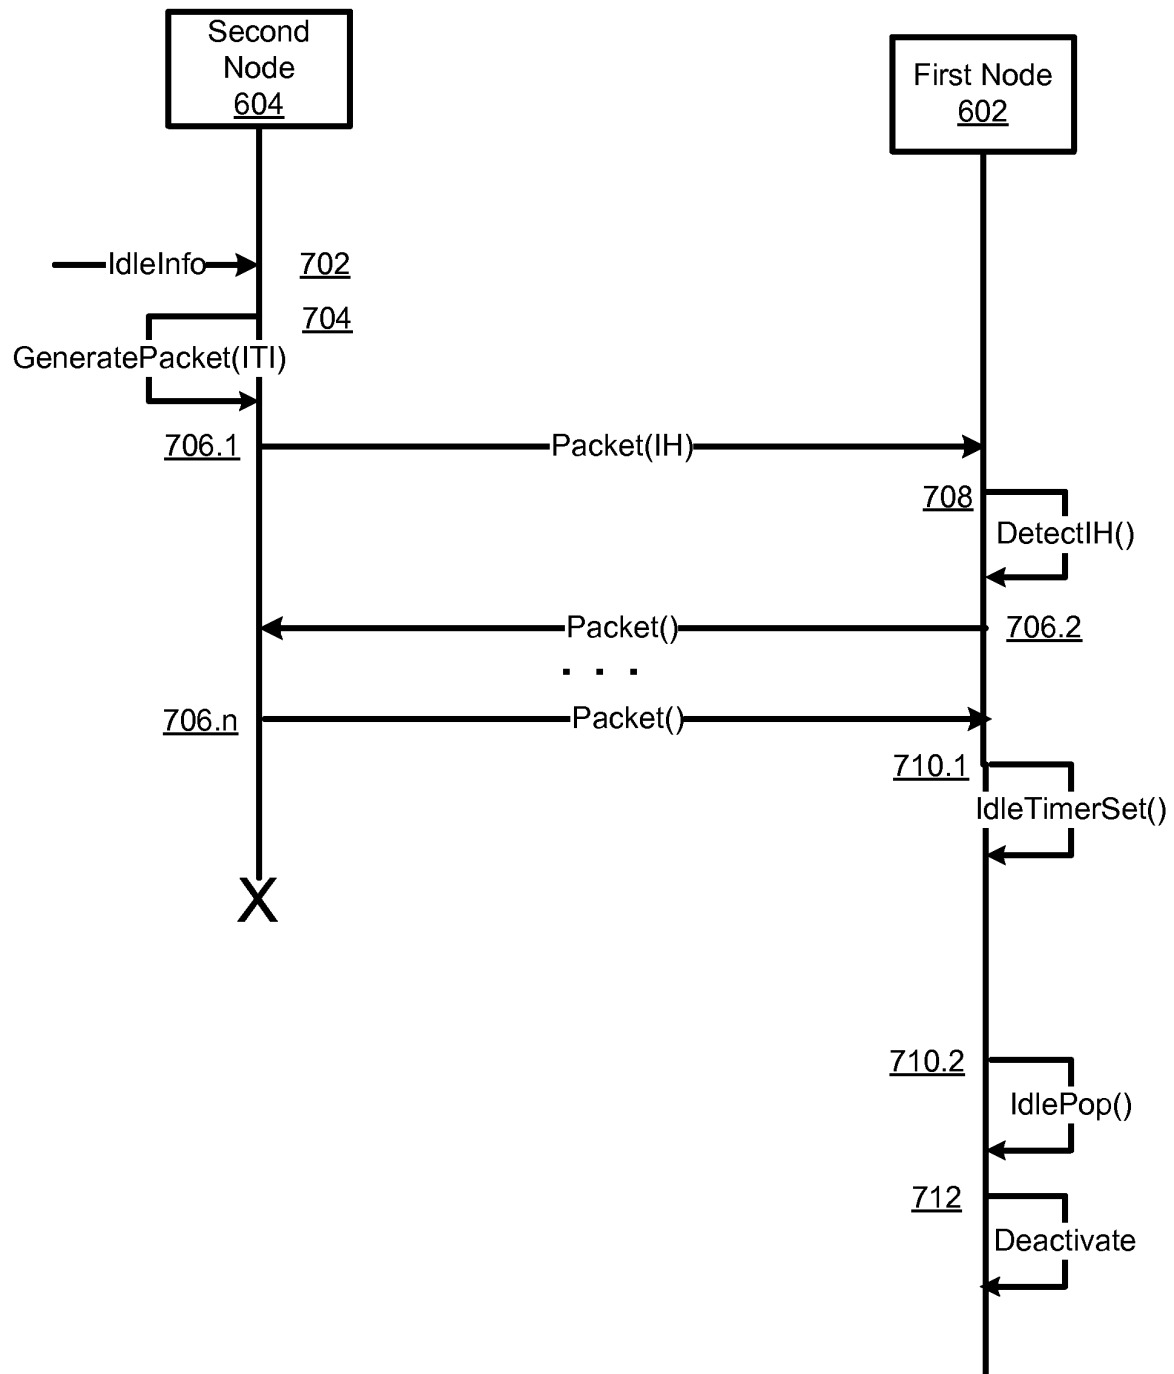 Second
Node
604
First Node
602
IdleInfo
702
704
GeneratePacket(ITI)
706.1
Packet(IH)
708
DetectIH()
Packet()
706.2
. . .
706.n
Packet()
710.1
IdleTimerSet()
X
710.2
IdlePop()
712
Deactivate